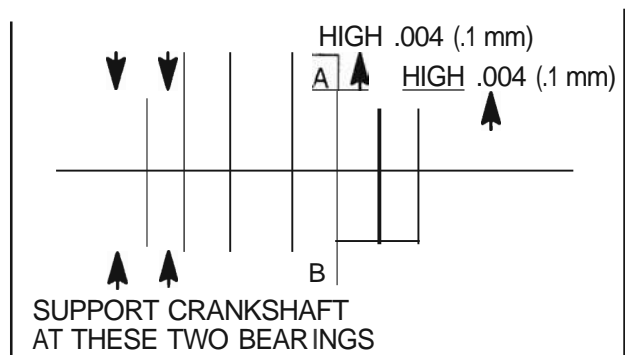 HIGH .004 (.1 mm)
A
HIGH .004 (.1 mm)
B
SUPPORT CRANKSHAFT
AT THESE TWO BEARINGS